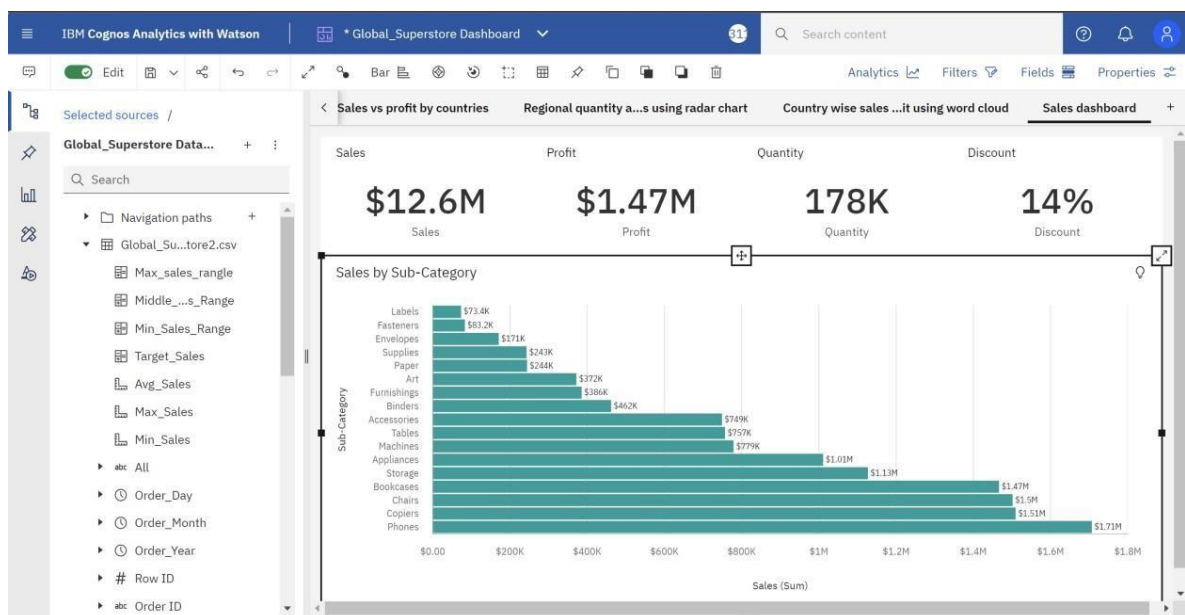 IBM Cognos Analytics with Watson
* Global_Superstore Dashboard
Search content
Edit
Bar
Analytics
Filters
Fields
Properties
Selected sources /
Global_Superstore Data...
Search
Navigation paths
Global_Su...tore2.csv
Max_sales_rangle
Middle_...s_Range
Min_Sales_Range
Target_Sales
Avg_Sales
Max_Sales
Min_Sales
abc All
Order_Day
Order_Month
Order_Year
# Row ID
abc Order ID
Sales vs profit by countries
Regional quantity a...s using radar chart
Country wise sales ...it using word cloud
Sales dashboard
Sales
Profit
Quantity
Discount
$12.6M
$1.47M
178K
14%
Sales
Profit
Quantity
Discount
Sales by Sub-Category
Sub-Category
Labels $73.4K
Fasteners $83.2K
Envelopes $171K
Supplies $243K
Paper $244K
Art $372K
Furnishings $386K
Binders $462K
Accessories $749K
Tables $757K
Machines $779K
Appliances $1.01M
Storage $1.13M
Bookcases $1.47M
Chairs $1.5M
Copiers $1.51M
Phones $1.71M
$0.00 $200K $400K $600K $800K $1M $1.2M $1.4M $1.6M $1.8M
Sales (Sum)